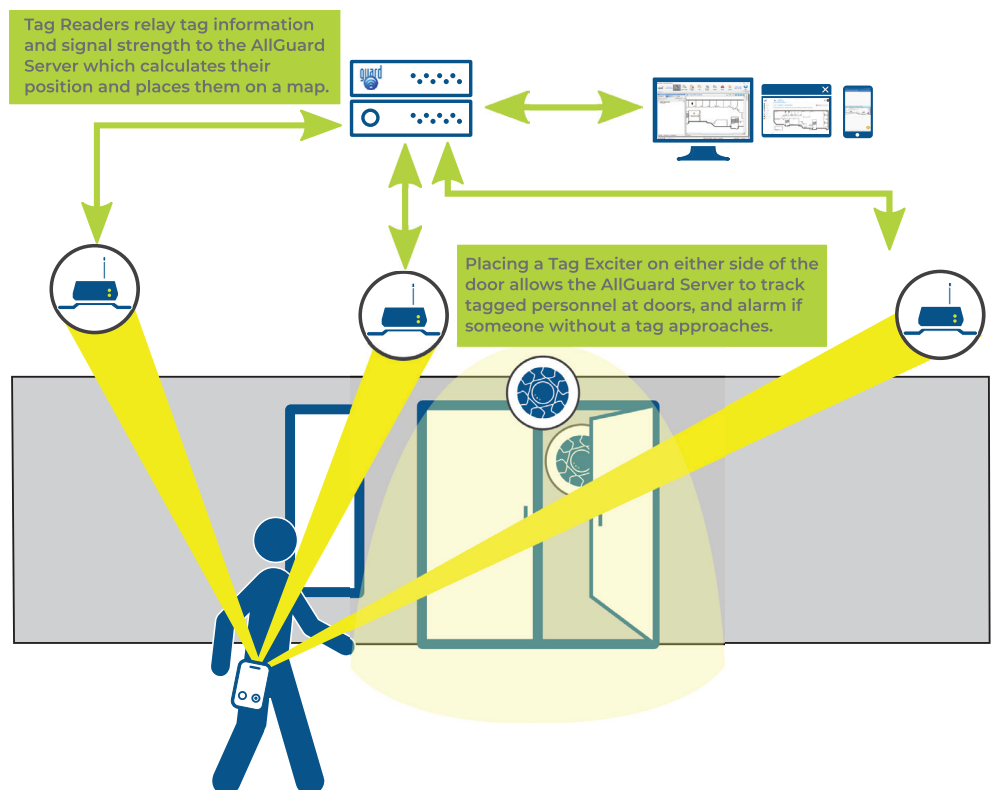 Tag Readers relay tag information
and signal strength to the AllGuard
Server which calculates their
position and places them on a map.
guard
Placing a Tag Exciter on either side of the
door allows the AllGuard Server to track
tagged personnel at doors, and alarm if
someone without a tag approaches.